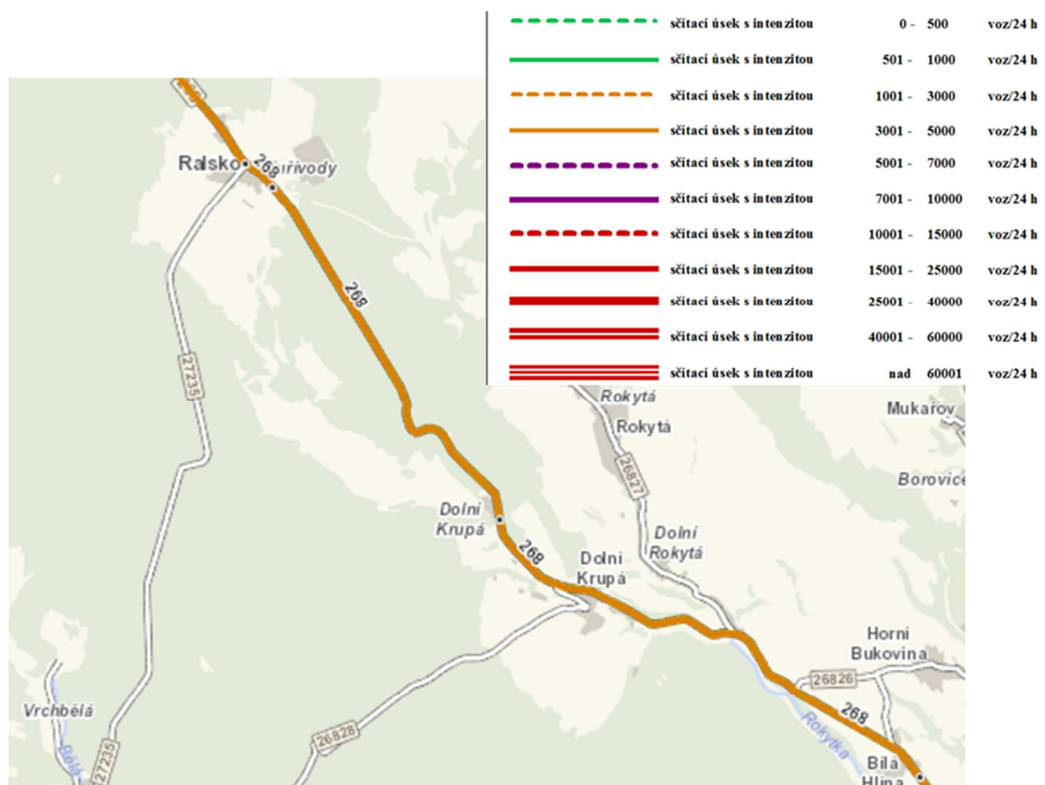 sčítací úsek s intenzitou 0 - 500 voz/24 h
sčítací úsek s intenzitou 501 - 1000 voz/24 h
sčítací úsek s intenzitou 1001 - 3000 voz/24 h
sčítací úsek s intenzitou 3001 - 5000 voz/24 h
sčítací úsek s intenzitou 5001 - 7000 voz/24 h
sčítací úsek s intenzitou 7001 - 10000 voz/24 h
sčítací úsek s intenzitou 10001 - 15000 voz/24 h
sčítací úsek s intenzitou 15001 - 25000 voz/24 h
sčítací úsek s intenzitou 25001 - 40000 voz/24 h
sčítací úsek s intenzitou 40001 - 60000 voz/24 h
sčítací úsek s intenzitou nad 60001 voz/24 h
Ralsko
268
268
27235
Rokytá
Rokytá
Mukařov
26827
Borovice
Dolní
Krupá
268
Dolní
Rokytá
Dolní
Krupá
Horní
Bukovina
26826
Vrchbělá
268
Rokytka
26828
Bělá
27235
Bílá
Hlína